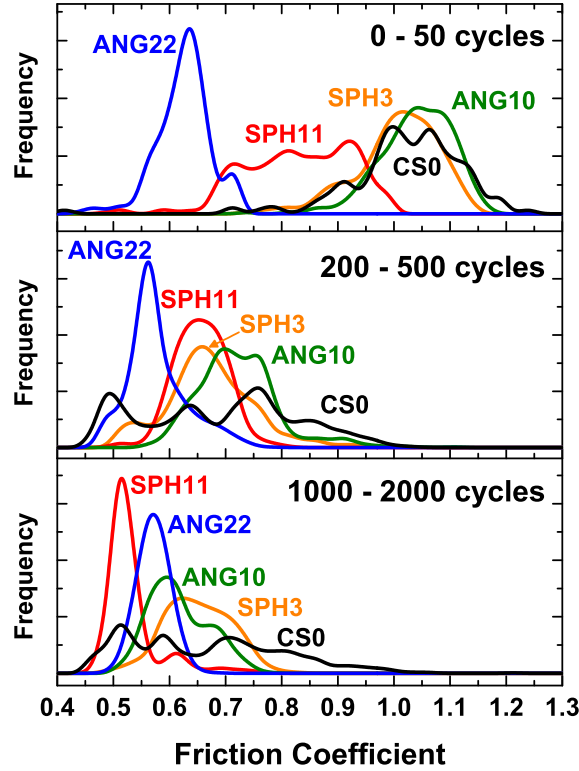 0 - 50 cycles
ANG22
SPH3
ANG10
SPH11
CS0
Frequency
200 - 500 cycles
ANG22
SPH11
SPH3
ANG10
CS0
Frequency
1000 - 2000 cycles
SPH11
ANG22
ANG10
SPH3
CS0
Frequency
0.4 0.5 0.6 0.7 0.8 0.9 1.0 1.1 1.2 1.3
Friction Coefficient